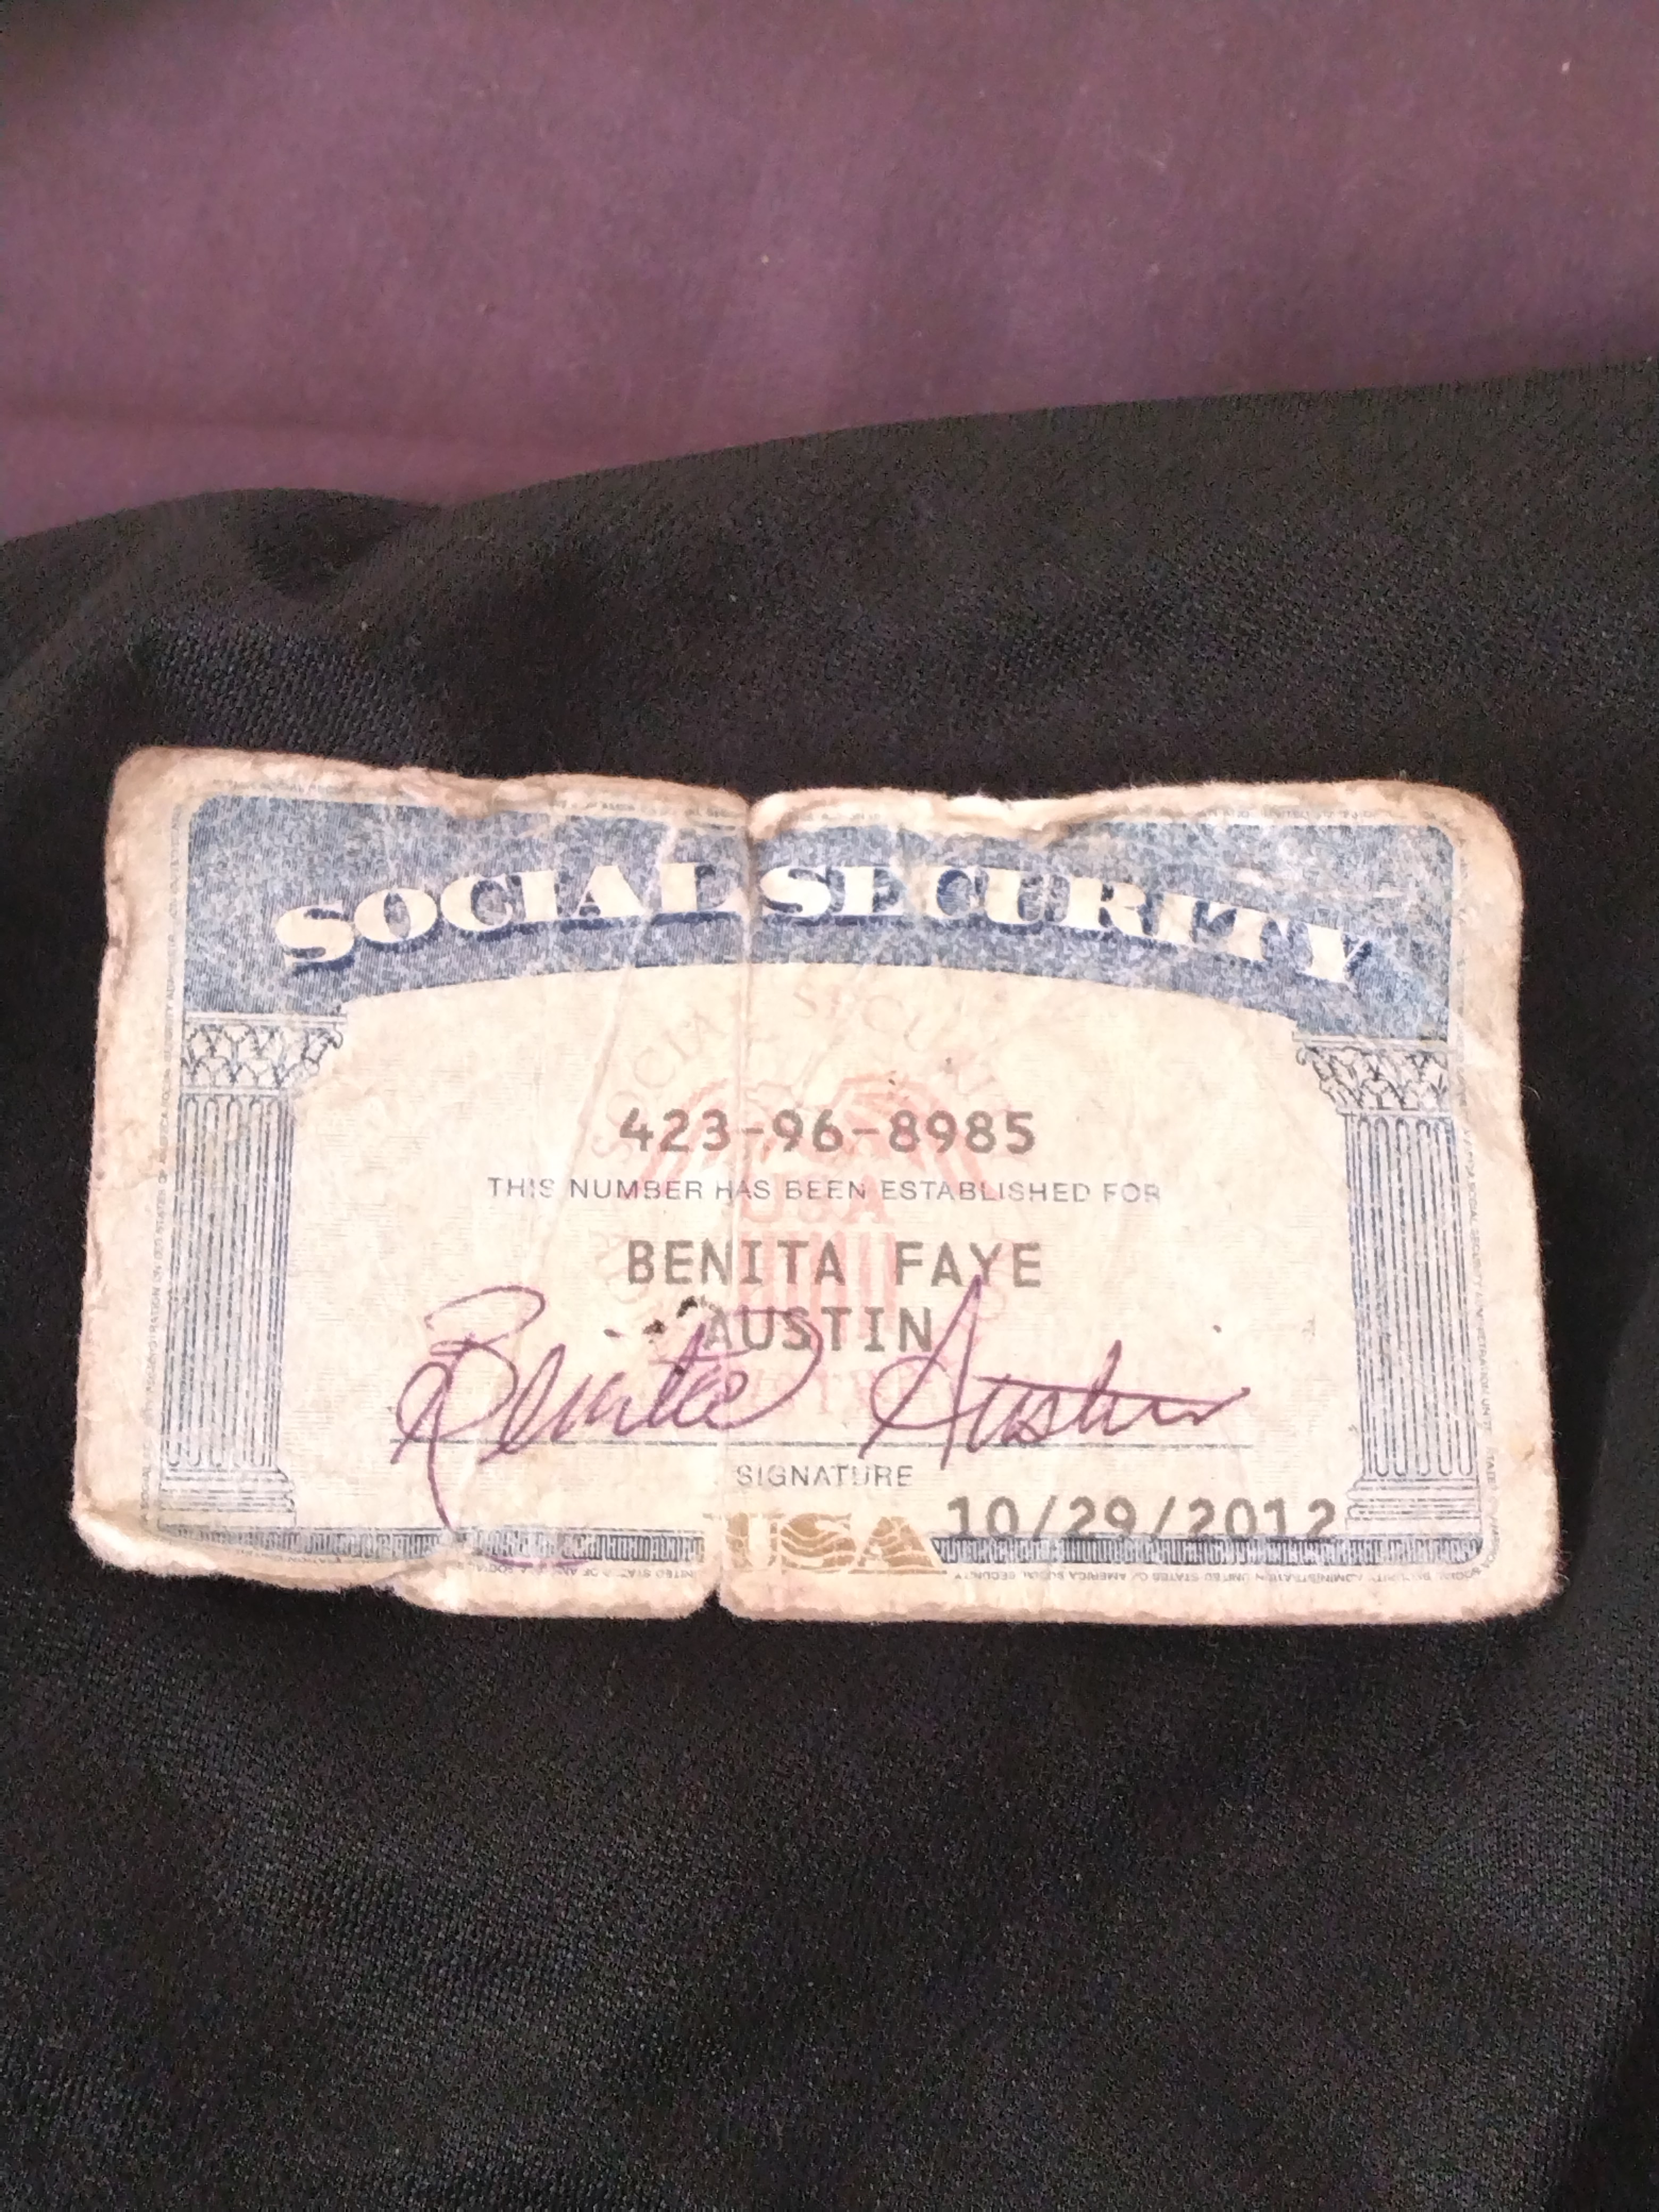 SOCIAL SECURITY
423-96-8985
THIS NUMBER HAS BEEN ESTABLISHED FOR
BENITA FAYE
AUSTIN
Benita Austin
SIGNATURE
USA 10/29/2012